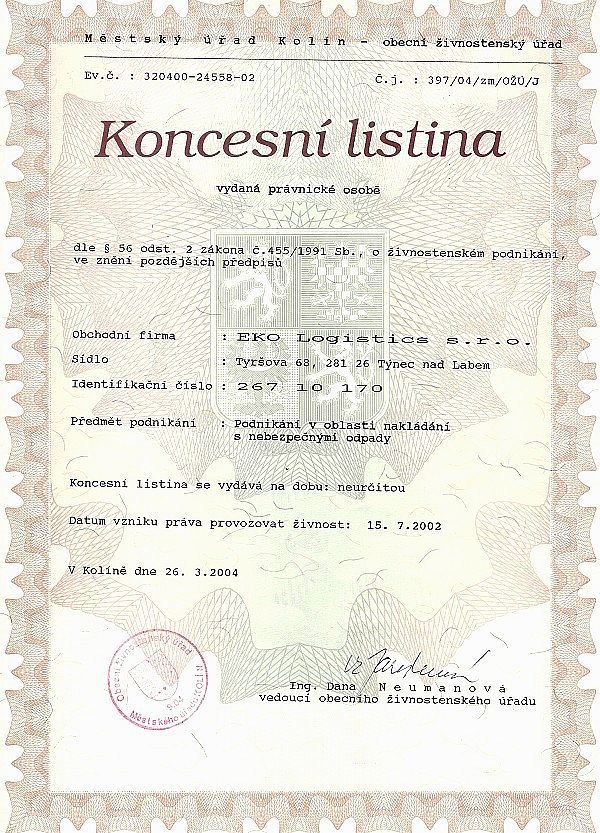 Městský úřad Kolín - obecní živnostenský úřad
Ev.č. : 320400-24558-02 Č.j. : 397/04/zm/OŽÚ/J
Koncesní listina
vydaná právnické osobě
dle § 56 odst. 2 zákona č.455/1991 Sb., o živnostenském podnikání,
ve znění pozdějších předpisů
Obchodní firma : EKO Logistics s.r.o.
Sídlo : Tyršova 68, 281 26 Týnec nad Labem
Identifikační číslo : 267 10 170
Předmět podnikání : Podnikání v oblasti nakládání
s nebezpečnými odpady
Koncesní listina se vydává na dobu: neurčitou
Datum vzniku práva provozovat živnost: 15. 7.2002
V Kolíně dne 26. 3.2004
Obecní živnostenský úřad
Městského
Ing. Dana Neumanová
vedoucí obecního živnostenského úřadu